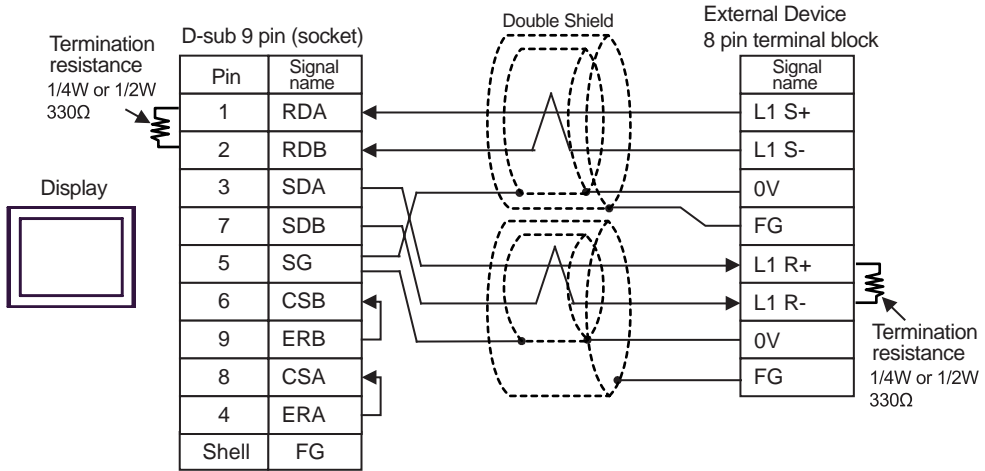 Double Shield
External Device
8 pin terminal block
Termination
resistance
1/4W or 1/2W
330Ω
D-sub 9 pin (socket)
Pin Signal name
1 RDA
2 RDB
3 SDA
7 SDB
5 SG
6 CSB
9 ERB
8 CSA
4 ERA
Shell FG
Display
Signal name
L1 S+
L1 S-
0V
FG
L1 R+
L1 R-
0V
FG
Termination
resistance
1/4W or 1/2W
330Ω